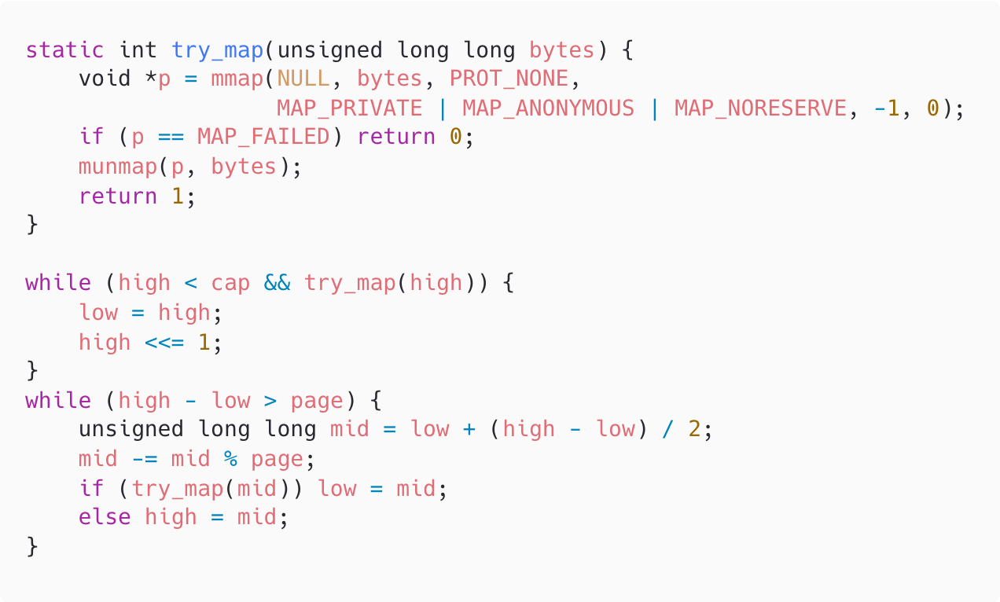 static int try_map(unsigned long long bytes) {
    void *p = mmap(NULL, bytes, PROT_NONE,
                   MAP_PRIVATE | MAP_ANONYMOUS | MAP_NORESERVE, -1, 0);
    if (p == MAP_FAILED) return 0;
    munmap(p, bytes);
    return 1;
}

while (high < cap && try_map(high)) {
    low = high;
    high <<= 1;
}
while (high - low > page) {
    unsigned long long mid = low + (high - low) / 2;
    mid -= mid % page;
    if (try_map(mid)) low = mid;
    else high = mid;
}